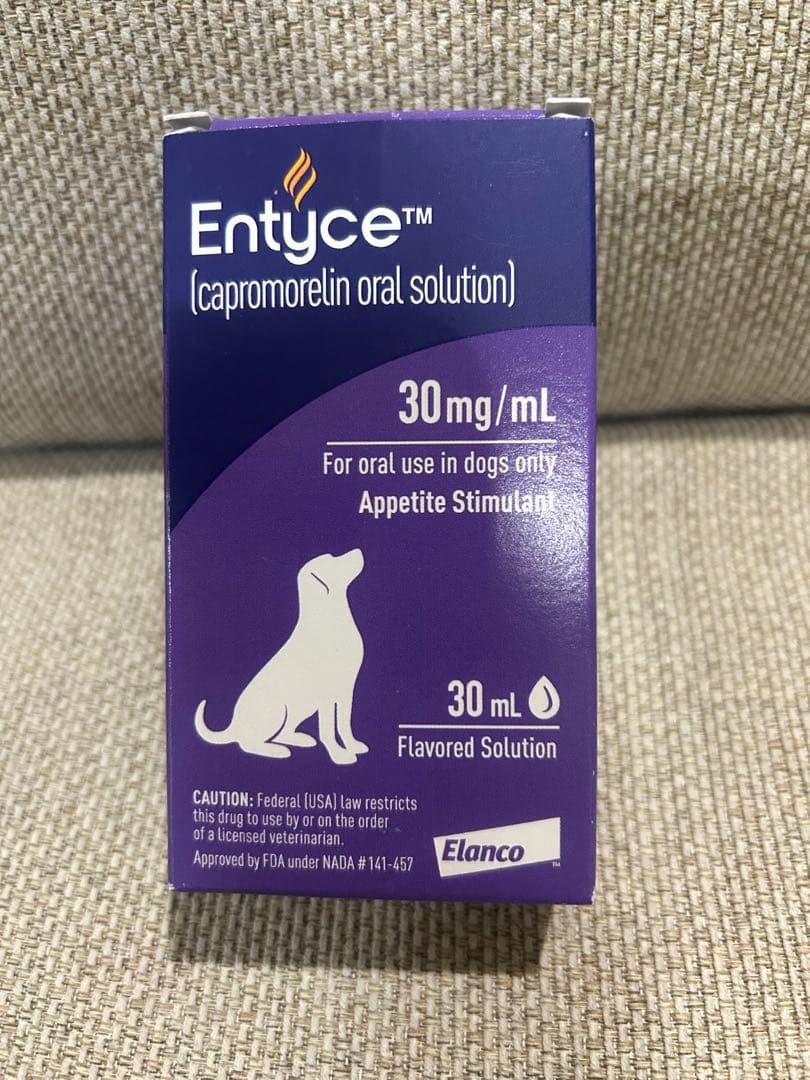 Entyce™
(capromorelin oral solution)
30mg/mL
For oral use in dogs only
Appetite Stimulant
30 mL
Flavored Solution
CAUTION: Federal (USA) law restricts
this drug to use by or on the order
of a licensed veterinarian.
Approved by FDA under NADA # 141-457
Elanco™